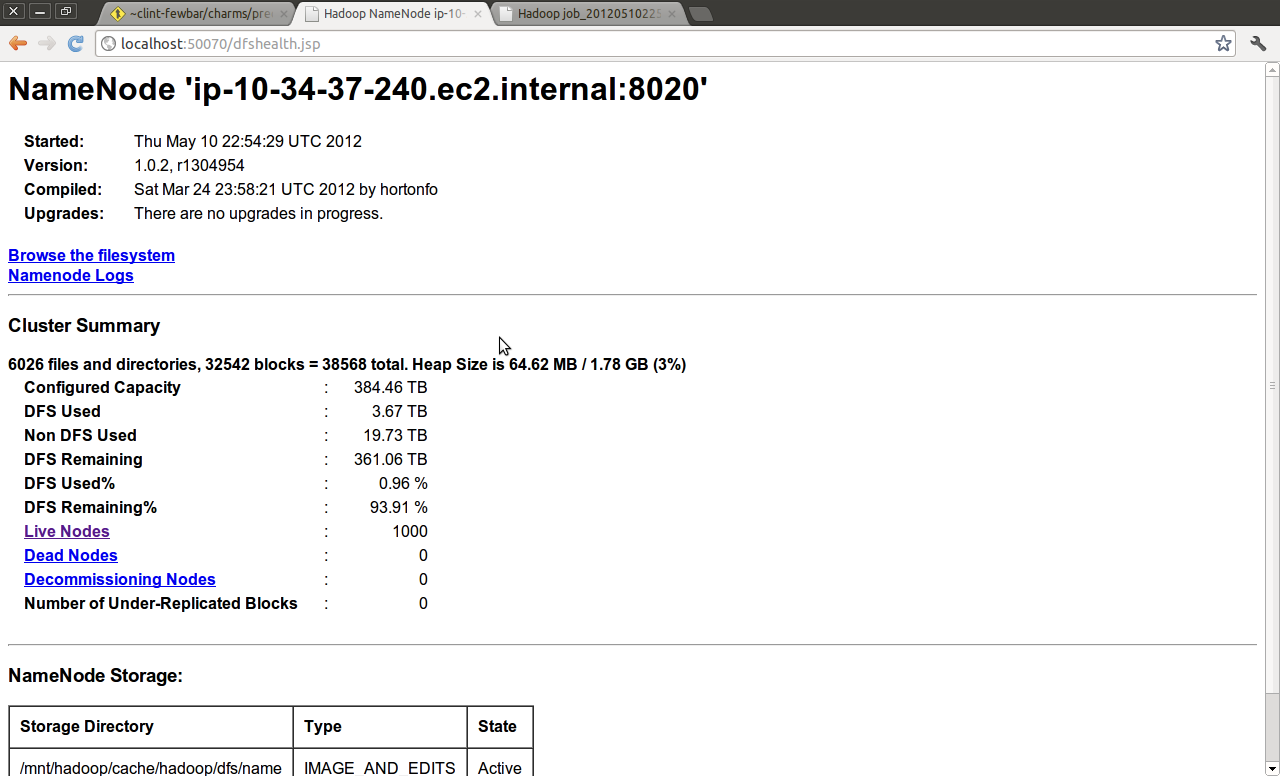 ~clint-fewbar/charms/pre
Hadoop NameNode ip-10-
Hadoop job_2012051022
localhost:50070/dfshealth.jsp
NameNode 'ip-10-34-37-240.ec2.internal:8020'
Started: Thu May 10 22:54:29 UTC 2012
Version: 1.0.2, r1304954
Compiled: Sat Mar 24 23:58:21 UTC 2012 by hortonfo
Upgrades: There are no upgrades in progress.
Browse the filesystem
Namenode Logs
Cluster Summary
6026 files and directories, 32542 blocks = 38568 total. Heap Size is 64.62 MB / 1.78 GB (3%)
Configured Capacity : 384.46 TB
DFS Used : 3.67 TB
Non DFS Used : 19.73 TB
DFS Remaining : 361.06 TB
DFS Used% : 0.96 %
DFS Remaining% : 93.91 %
Live Nodes : 1000
Dead Nodes : 0
Decommissioning Nodes : 0
Number of Under-Replicated Blocks : 0
NameNode Storage:
Storage Directory Type State
/mnt/hadoop/cache/hadoop/dfs/name IMAGE_AND_EDITS Active